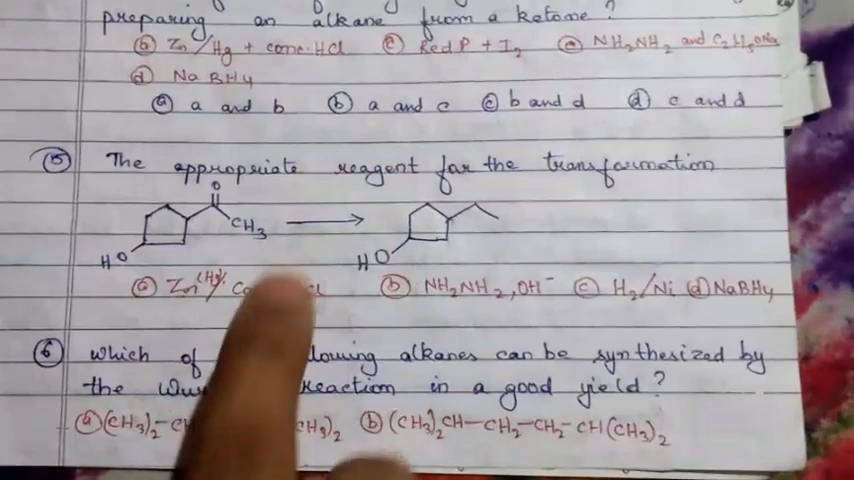 preparing an alkane from a ketone?
ⓑ Zn/Hg + conc. HCl ⓒ Red P + I₂ ⓐ NH₂NH₂ and C₂H₅ONa
ⓓ NaBH₄
ⓐ a and b ⓑ a and c ⓒ b and d ⓓ c and d
⑤ The appropriate reagent for the transformation
O
CH₃
HO
HO
ⓐ Zn(Hg)/ ⓑ NH₂NH₂, OH⁻ ⓒ H₂/Ni ⓓ NaBH₄
⑥ which of alkanes can be synthesized by
the reaction in a good yield?
ⓐ (CH₃)₂– CH₃)₂ ⓑ (CH₃)₂CH–CH₂–CH₂–CH(CH₃)₂